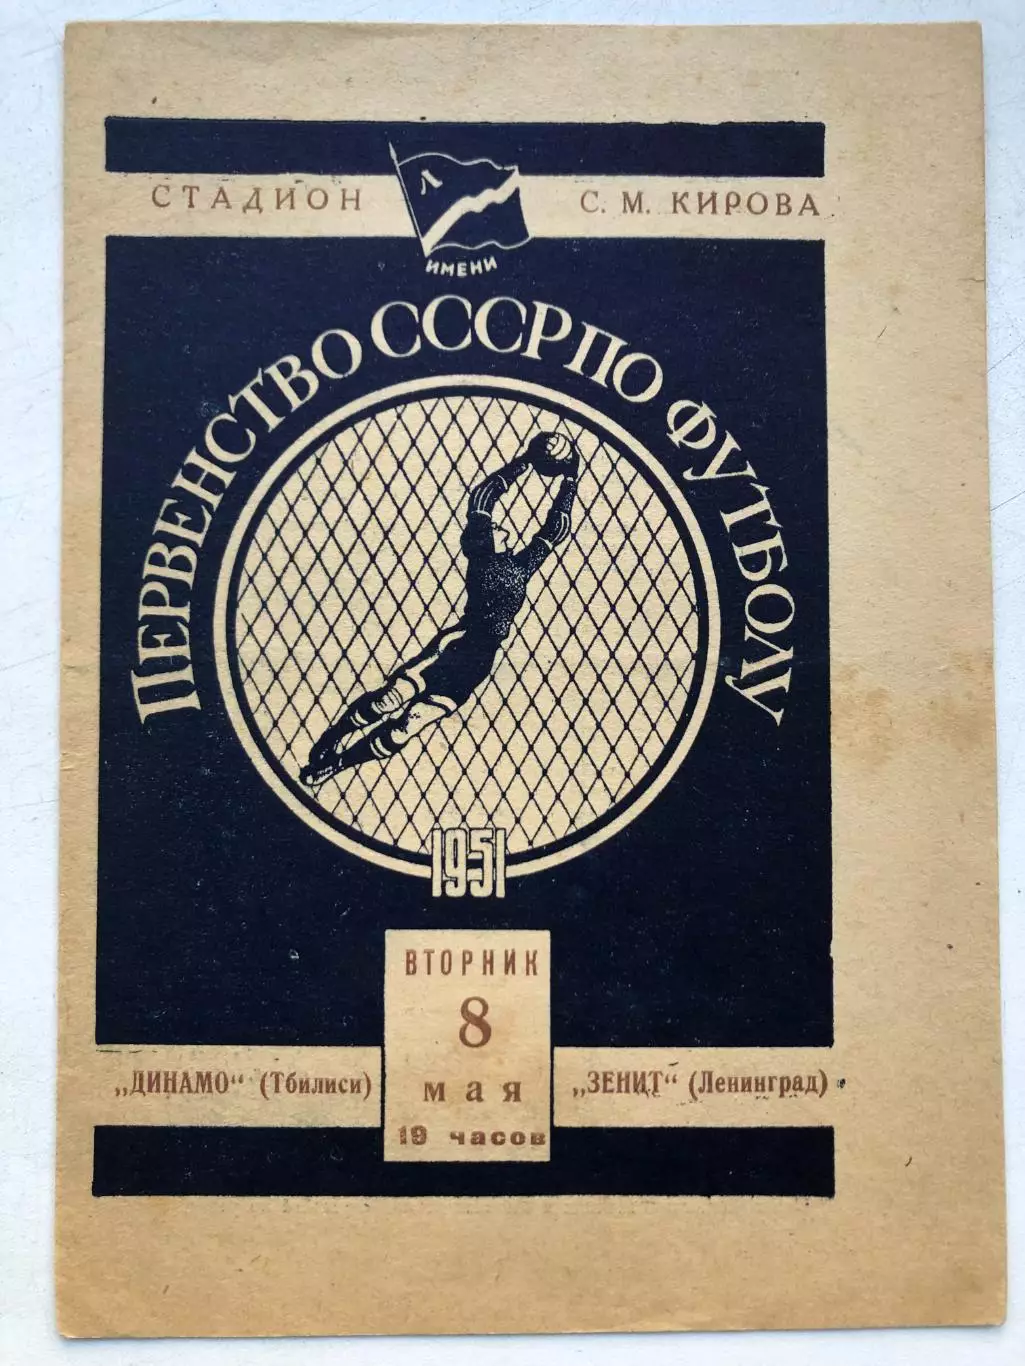 СТАДИОН
Л
ИМЕНИ
С. М. КИРОВА
ПЕРВЕНСТВО СССР ПО ФУТБОЛУ
1951
ВТОРНИК
8
мая
19 часов
„ДИНАМО“ (Тбилиси)
„ЗЕНИТ“ (Ленинград)